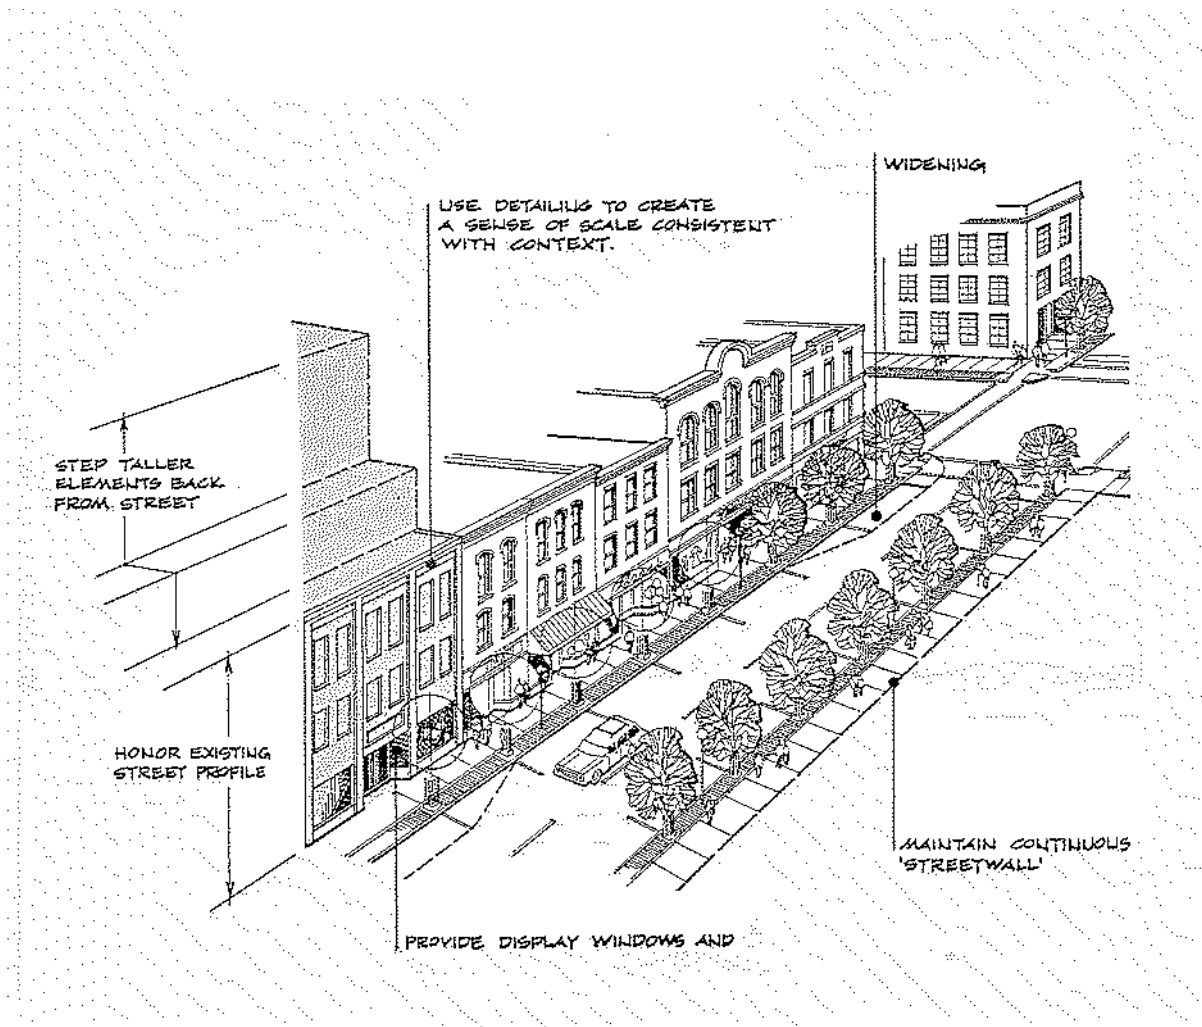 WIDENING
USE DETAILING TO CREATE
A SENSE OF SCALE CONSISTENT
WITH CONTEXT.
STEP TALLER
ELEMENTS BACK
FROM STREET
HONOR EXISTING
STREET PROFILE
MAINTAIN CONTINUOUS
'STREETWALL'
PROVIDE DISPLAY WINDOWS AND